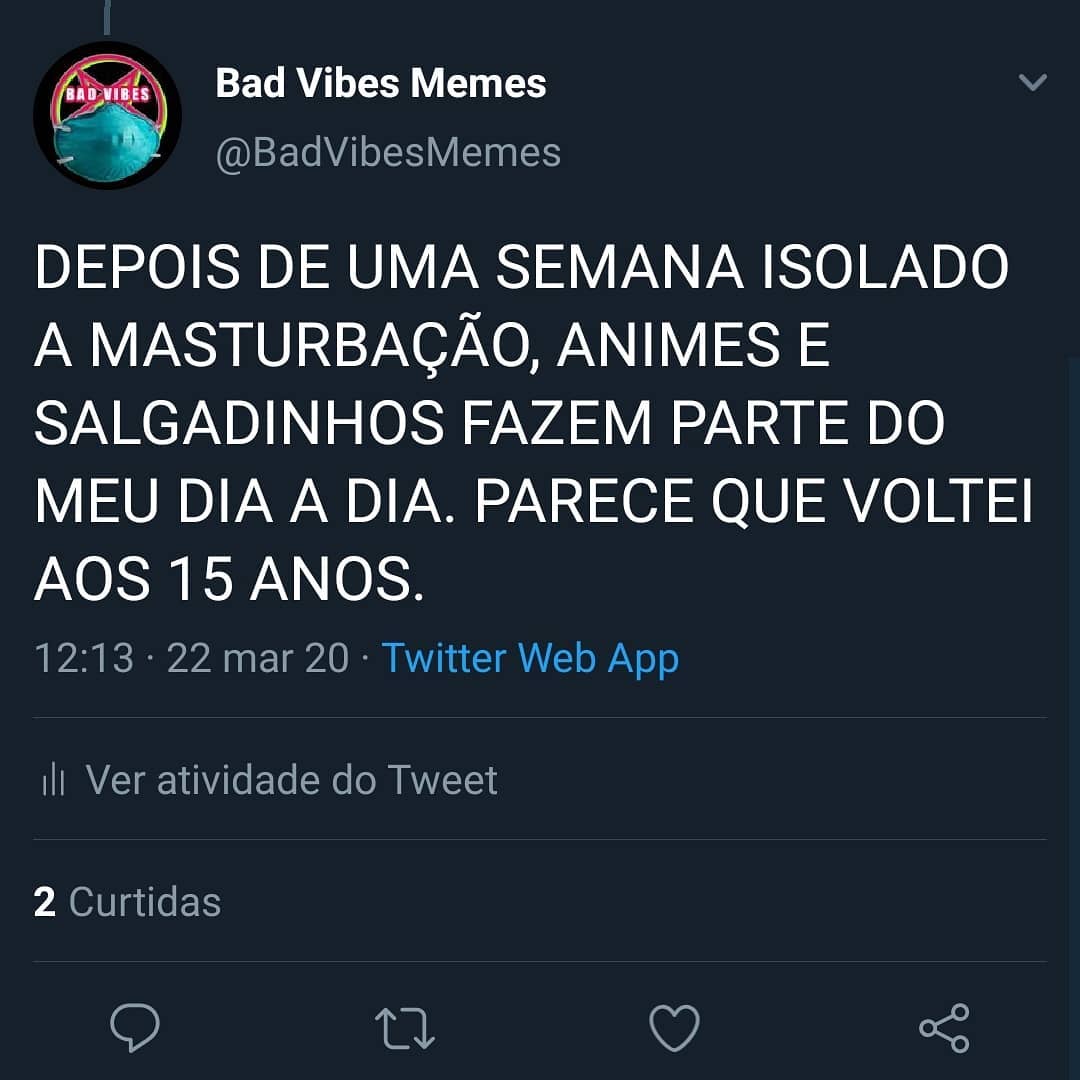 BAD VIBES
Bad Vibes Memes
@BadVibesMemes
DEPOIS DE UMA SEMANA ISOLADO
A MASTURBAÇÃO, ANIMES E
SALGADINHOS FAZEM PARTE DO
MEU DIA A DIA. PARECE QUE VOLTEI
AOS 15 ANOS.
12:13 · 22 mar 20 · Twitter Web App
Ver atividade do Tweet
2 Curtidas